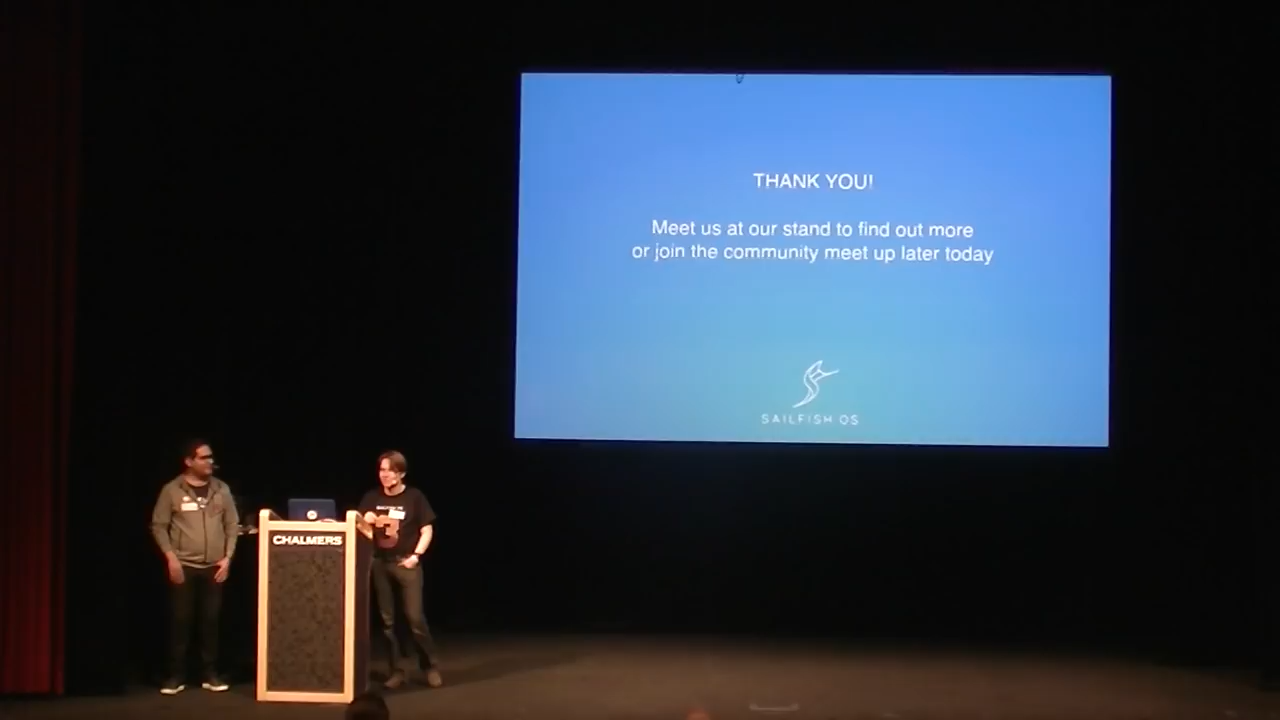 THANK YOU!
Meet us at our stand to find out more
or join the community meet up later today
SAILFISH OS
CHALMERS
3